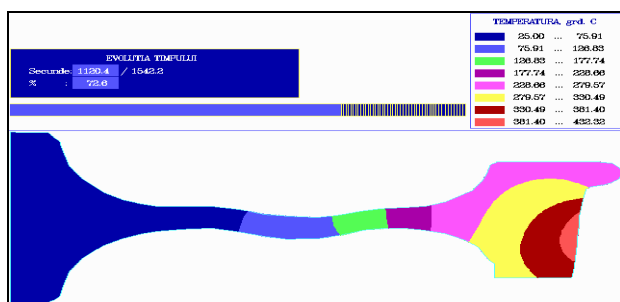 TEMPERATURA, grd. C
25.00 ... 75.91
75.91 ... 126.83
126.83 ... 177.74
177.74 ... 228.66
228.66 ... 279.57
279.57 ... 330.49
330.49 ... 381.40
381.40 ... 432.32
EVOLUTIA TIMPULUI
Secunde: 1120.4 / 1542.2
% : 72.6